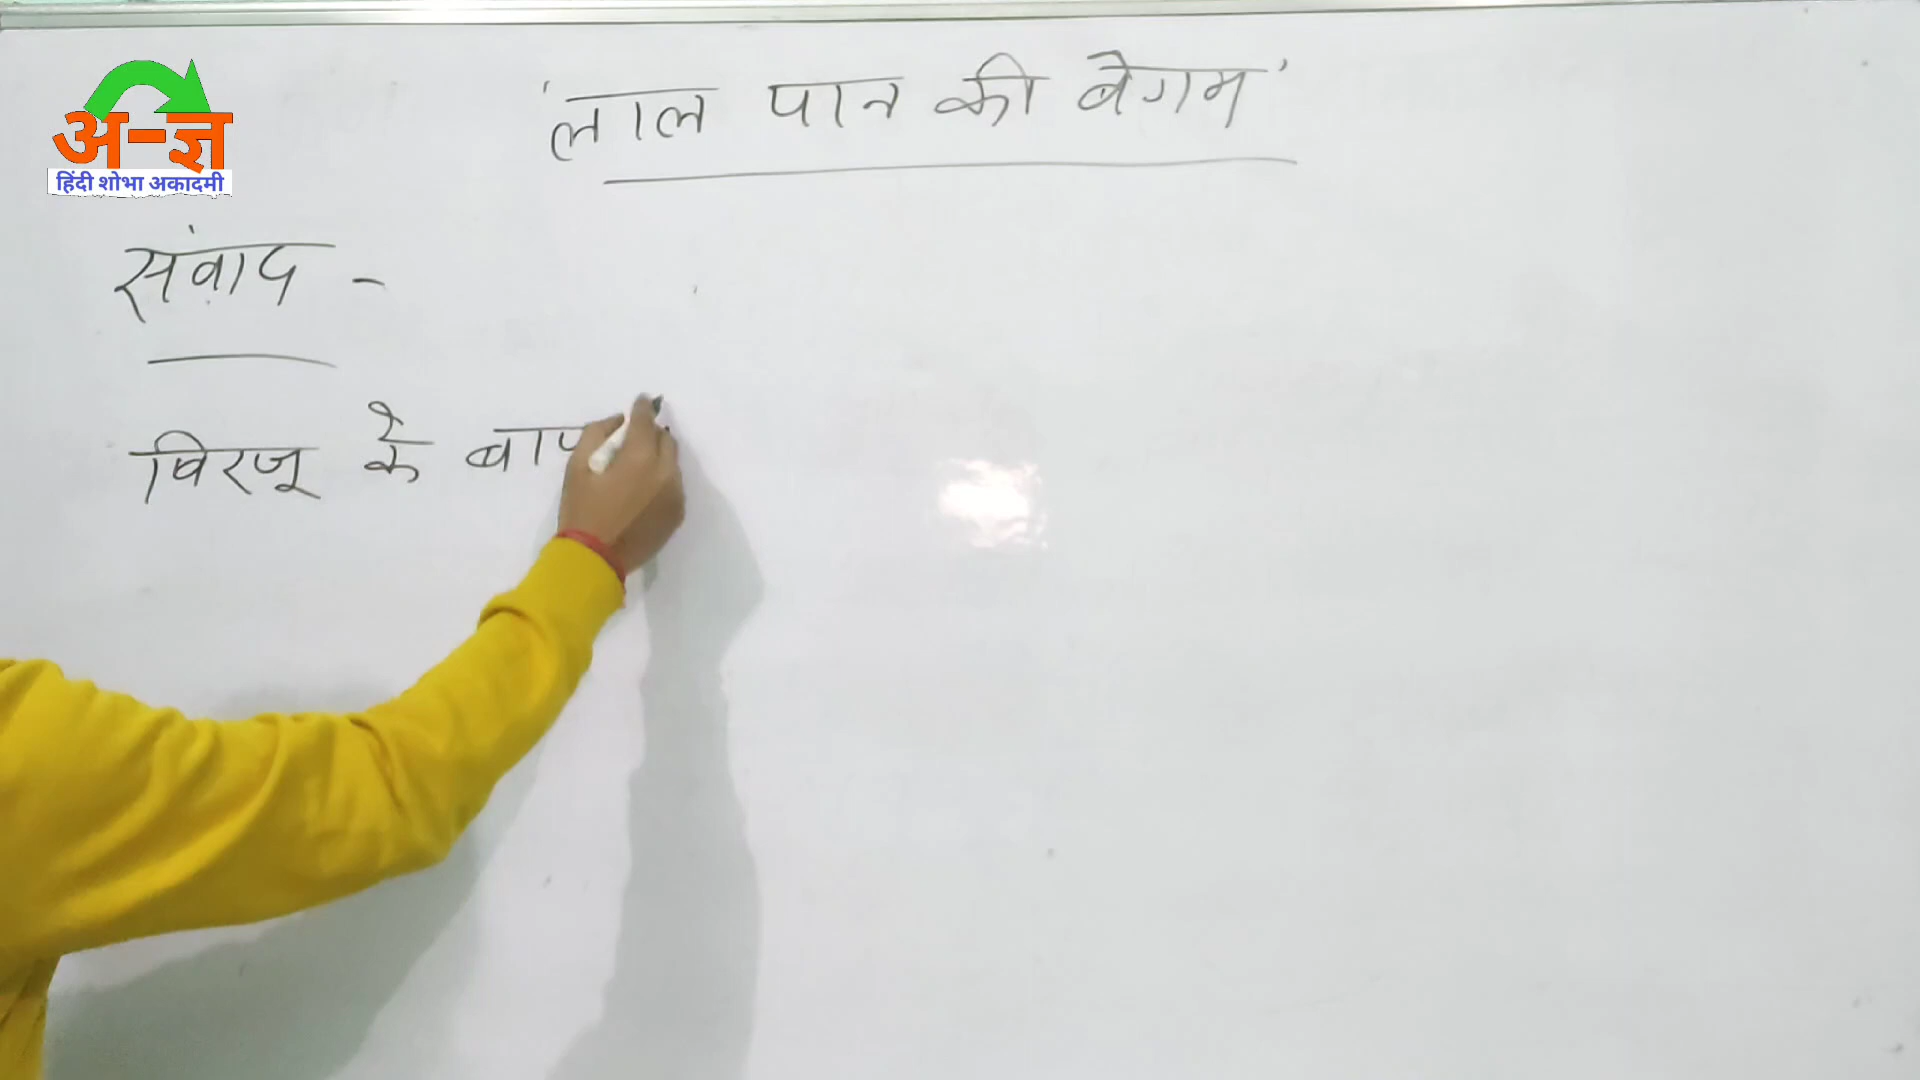 अ-ज्ञ
हिंदी शोभा अकादमी
'लाल पान की बेगम'
संवाद -
बिरजू के बाप